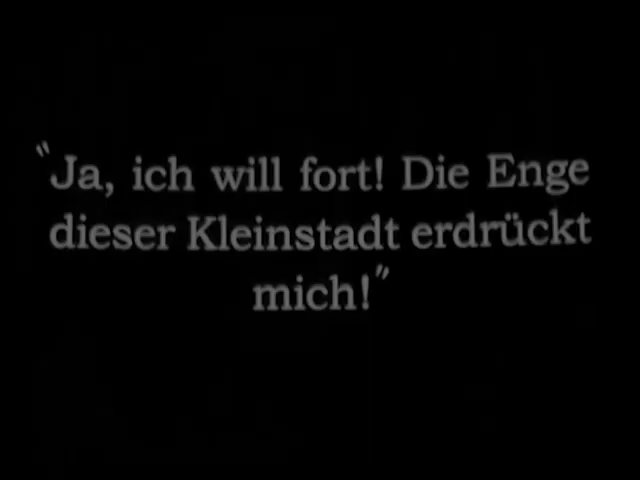 "Ja, ich will fort! Die Enge
dieser Kleinstadt erdrückt
mich!"